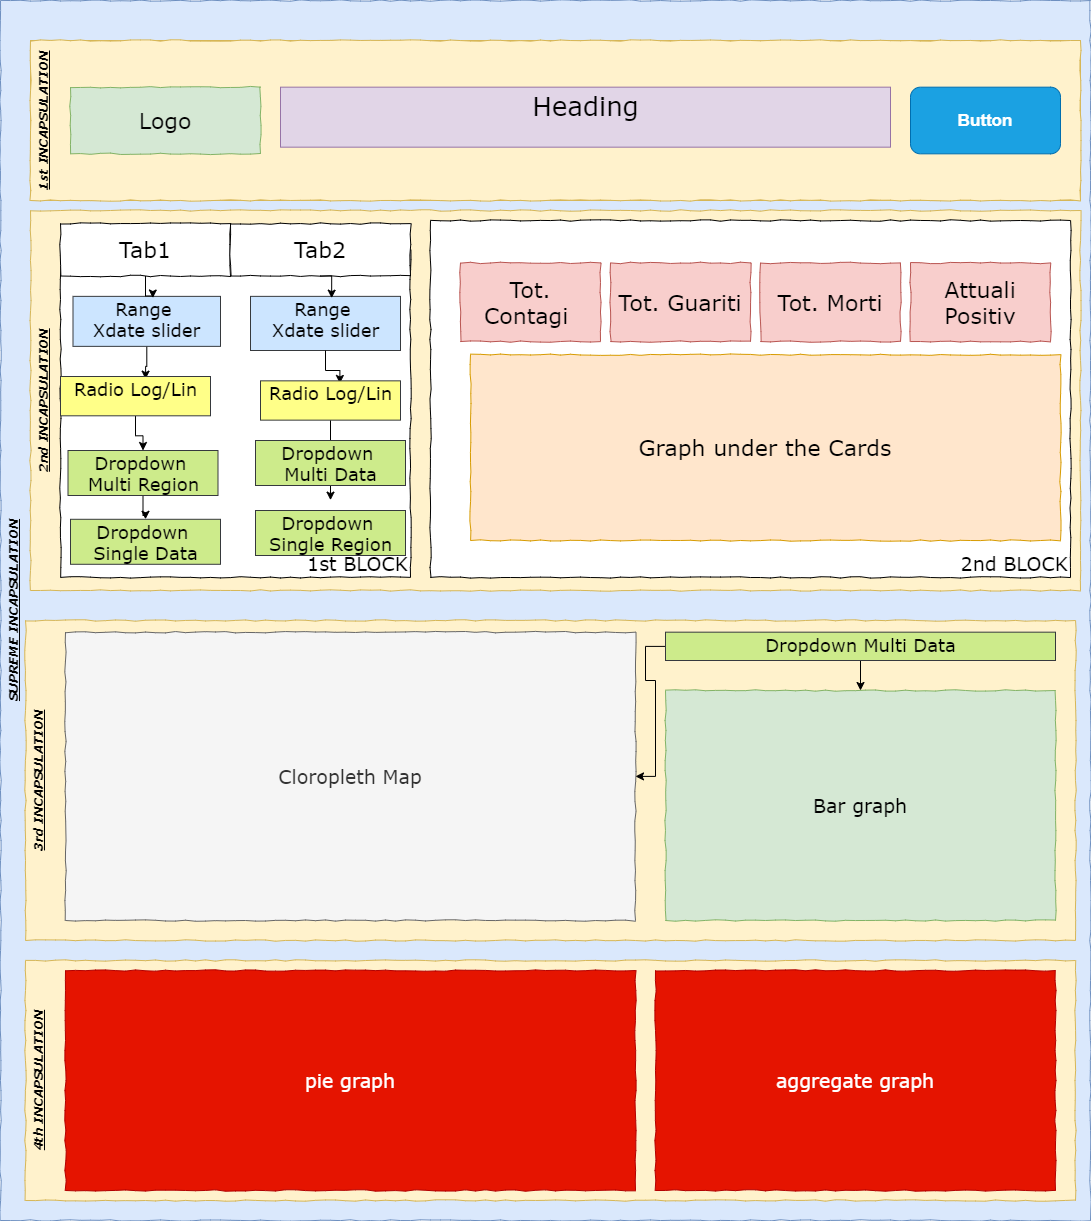 1st INCAPSULATION
Logo
Heading
Button
SUPREME INCAPSULATION
2nd INCAPSULATION
Tab1
Tab2
Range
Xdate slider
Radio Log/Lin
Dropdown
Multi Region
Dropdown
Single Data
Range
Xdate slider
Radio Log/Lin
Dropdown
Multi Data
Dropdown
Single Region
1st BLOCK
Tot.
Contagi
Tot. Guariti
Tot. Morti
Attuali
Positiv
Graph under the Cards
2nd BLOCK
3rd INCAPSULATION
Cloropleth Map
Dropdown Multi Data
Bar graph
4th INCAPSULATION
pie graph
aggregate graph